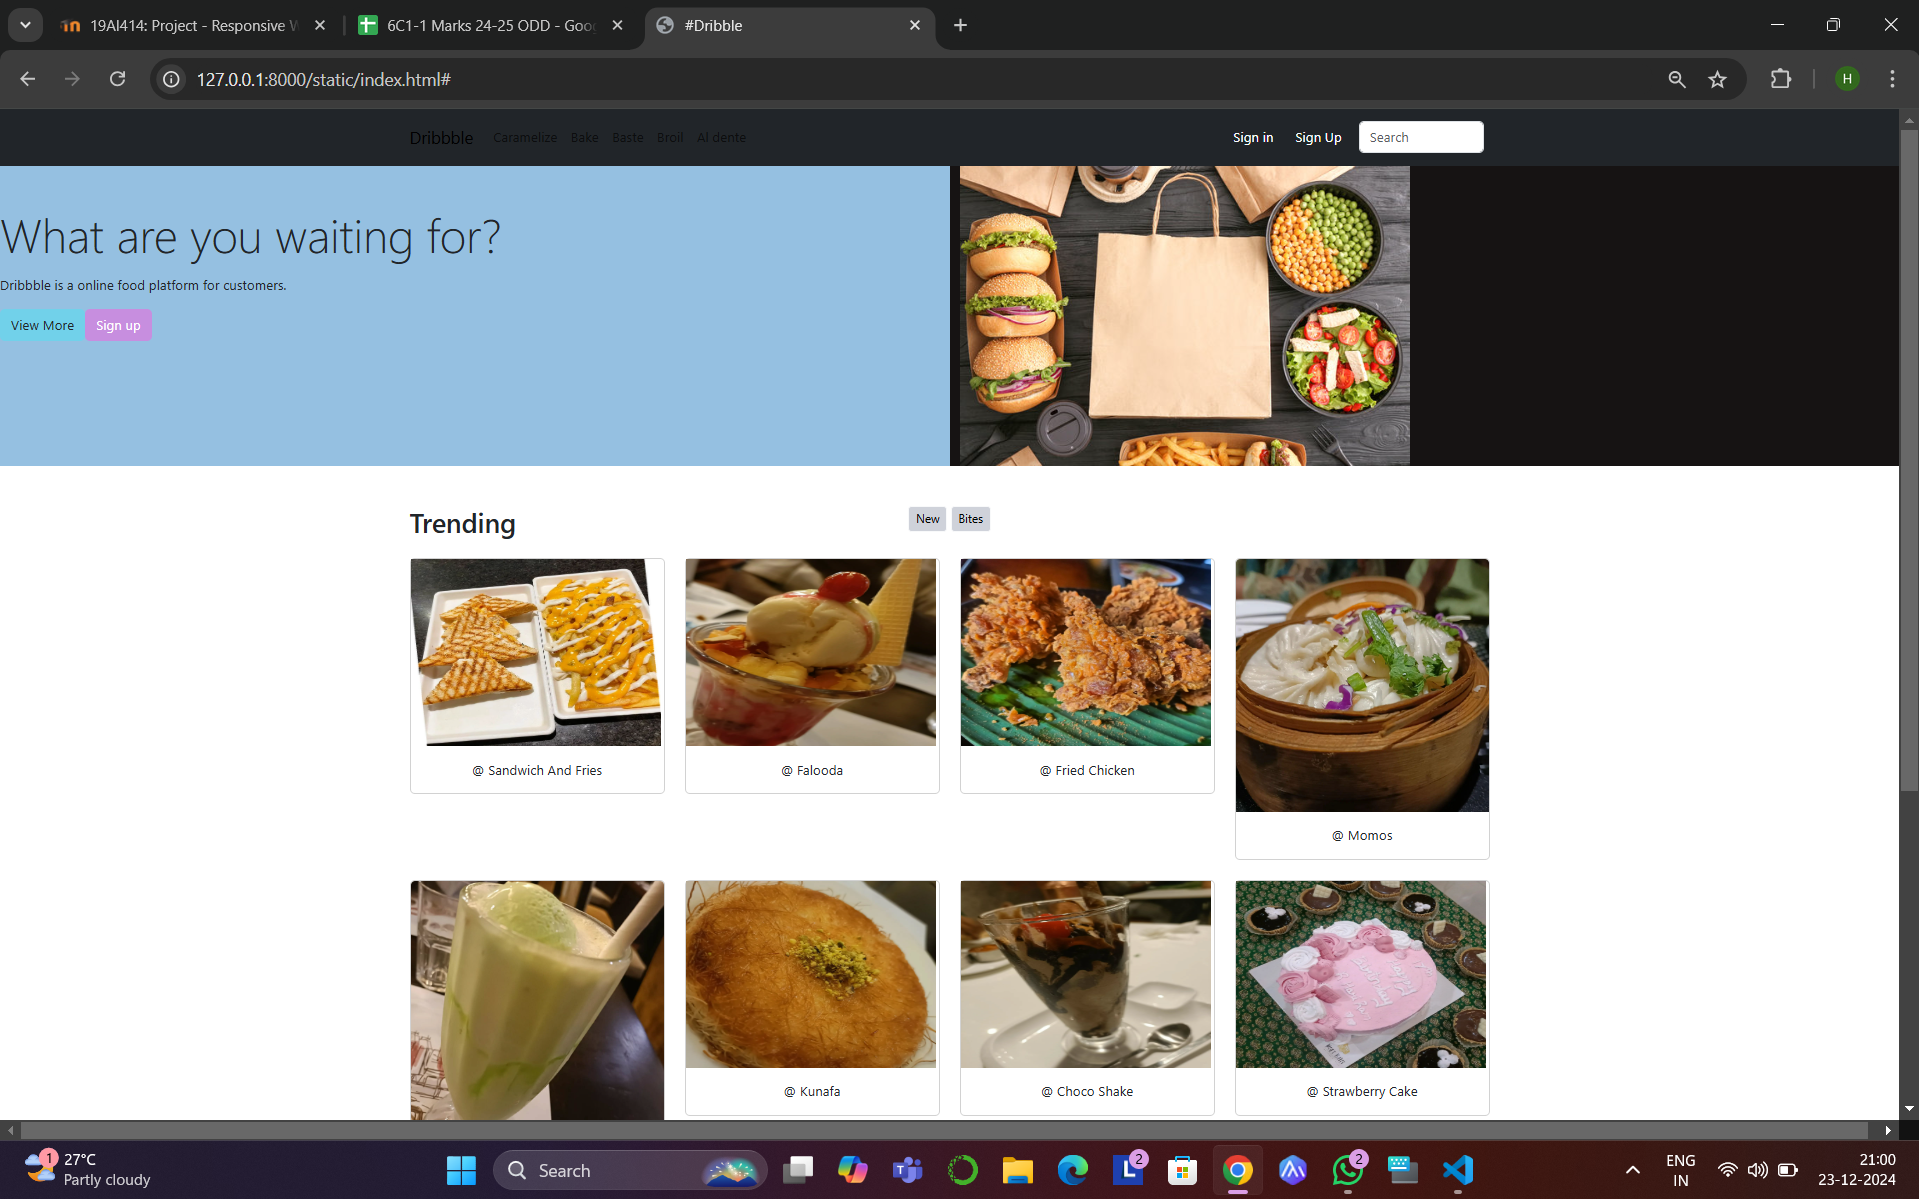 19AI414: Project - Responsive W
6C1-1 Marks 24-25 ODD - Goog
#Dribble
127.0.0.1:8000/static/index.html#
H
Dribbble Caramelize Bake Baste Broil Al dente Sign in Sign Up Search
What are you waiting for?
Dribbble is a online food platform for customers.
View More Sign up
Trending New Bites
@ Sandwich And Fries
@ Falooda
@ Fried Chicken
@ Momos
@ Kunafa
@ Choco Shake
@ Strawberry Cake
1
27°C
Partly cloudy
Search
2
2
ENG
IN
21:00
23-12-2024